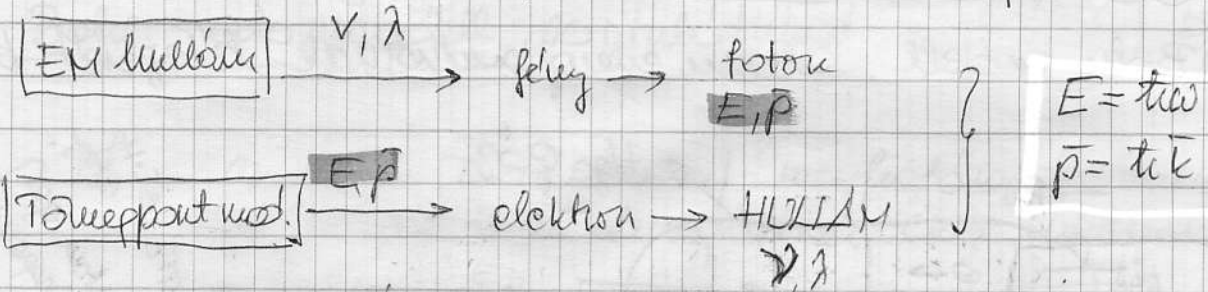 EM hullám ν, λ → fény → foton E = ħω
E, p̄ p̄ = ħk̄
Tömegpont mod. E, p̄ → elektron → HULLÁM
ν, λ